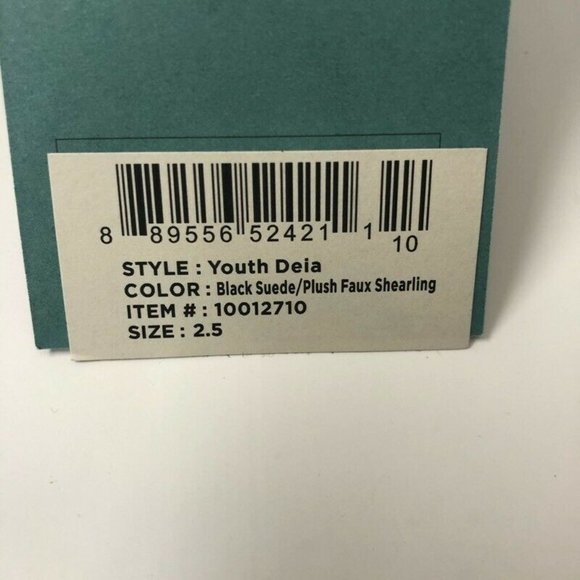 8 89556 52421 1 10
STYLE : Youth Deia
COLOR : Black Suede/Plush Faux Shearling
ITEM # : 10012710
SIZE : 2.5